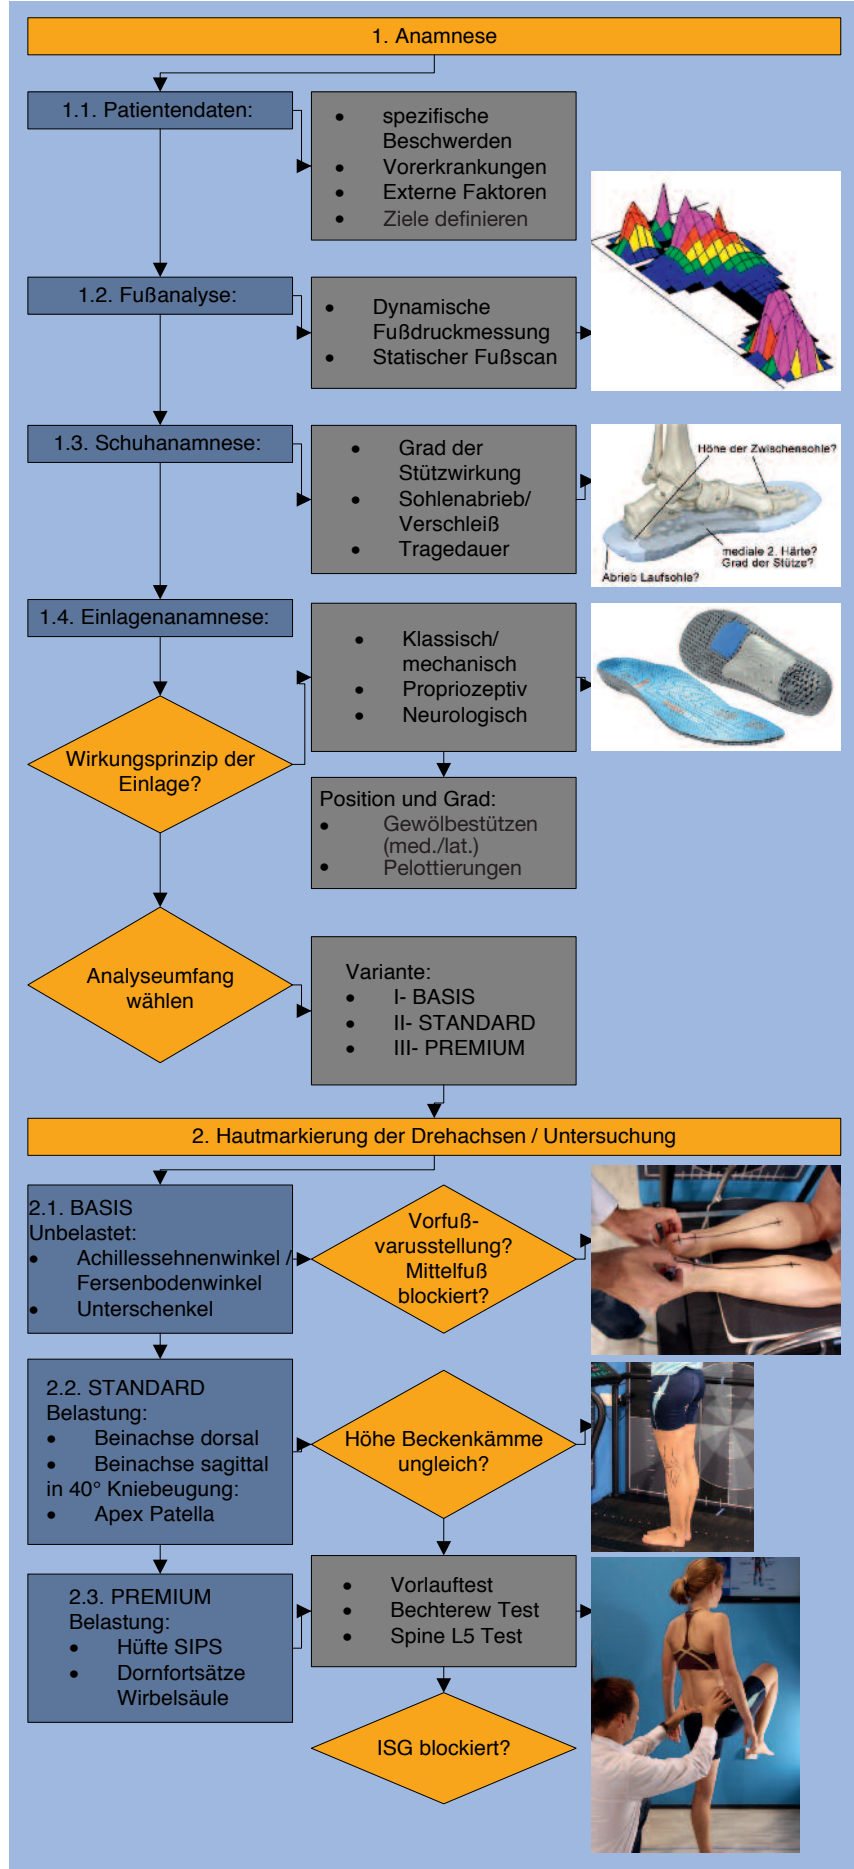 1. Anamnese
1.1. Patientendaten:
• spezifische
Beschwerden
• Vorerkrankungen
• Externe Faktoren
• Ziele definieren
1.2. Fußanalyse:
• Dynamische
Fußdruckmessung
• Statischer Fußscan
1.3. Schuhanamnese:
• Grad der
Stützwirkung
• Sohlenabrieb/
Verschleiß
• Tragedauer
Höhe der Zwischensohle?
mediale 2. Härte?
Grad der Stütze?
Abrieb Laufsohle?
1.4. Einlagenanamnese:
• Klassisch/
mechanisch
• Propriozeptiv
• Neurologisch
Wirkungsprinzip der
Einlage?
Position und Grad:
• Gewölbestützen
(med./lat.)
• Pelottierungen
Analyseumfang
wählen
Variante:
• I- BASIS
• II- STANDARD
• III- PREMIUM
2. Hautmarkierung der Drehachsen / Untersuchung
2.1. BASIS
Unbelastet:
• Achillessehnenwinkel /
Fersenbodenwinkel
• Unterschenkel
Vorfuß-
varusstellung?
Mittelfuß
blockiert?
2.2. STANDARD
Belastung:
• Beinachse dorsal
• Beinachse sagittal
in 40° Kniebeugung:
• Apex Patella
Höhe Beckenkämme
ungleich?
2.3. PREMIUM
Belastung:
• Hüfte SIPS
• Dornfortsätze
Wirbelsäule
• Vorlauftest
• Bechterew Test
• Spine L5 Test
ISG blockiert?